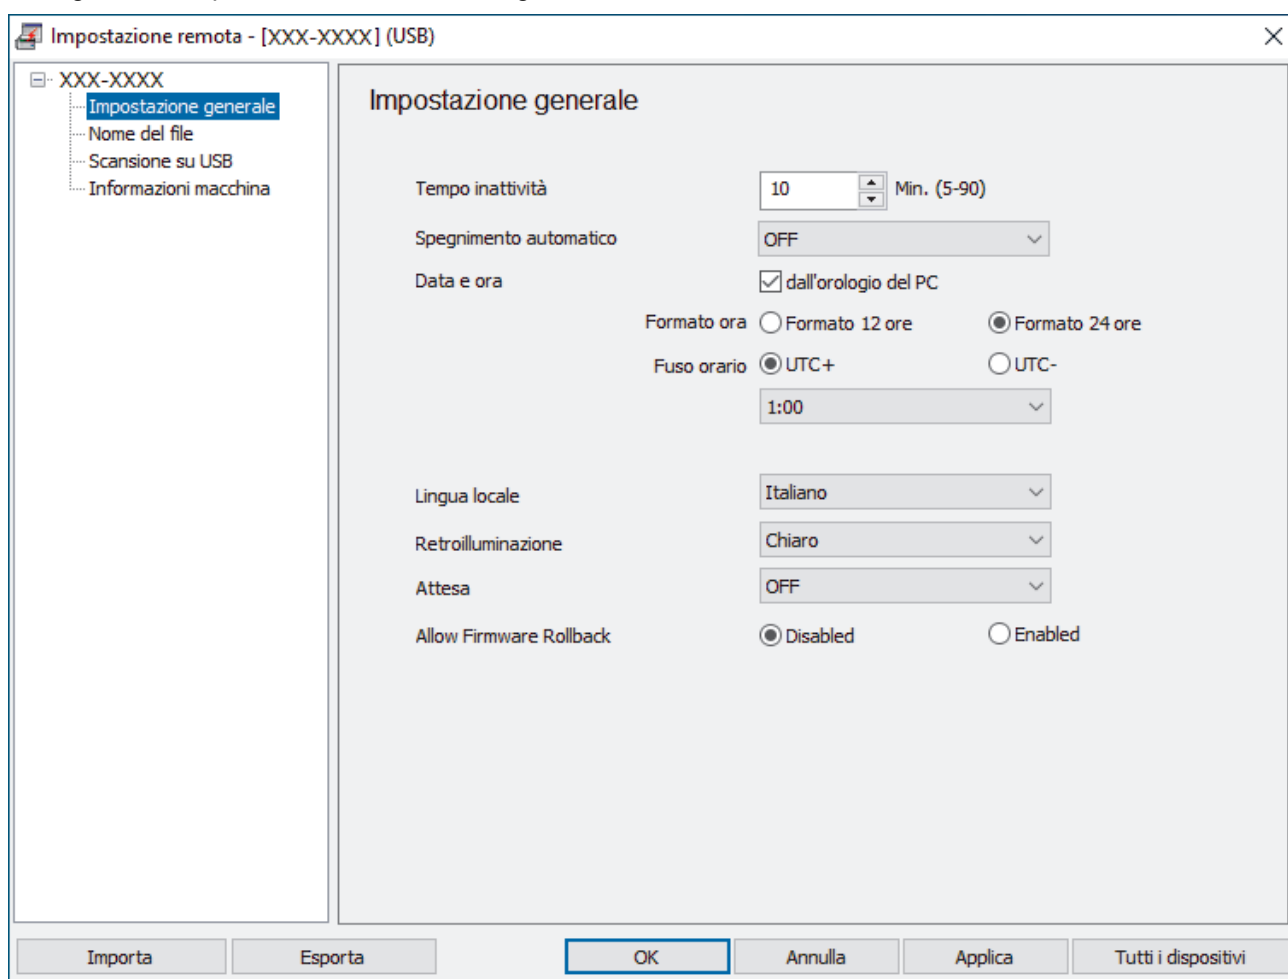 Impostazione remota - [XXX-XXXX] (USB)
XXX-XXXX
Impostazione generale
Nome del file
Scansione su USB
Informazioni macchina
Impostazione generale
Tempo inattività 10 Min. (5-90)
Spegnimento automatico OFF
Data e ora dall'orologio del PC
Formato ora Formato 12 ore Formato 24 ore
Fuso orario UTC+ UTC-
1:00
Lingua locale Italiano
Retroilluminazione Chiaro
Attesa OFF
Allow Firmware Rollback Disabled Enabled
Importa Esporta OK Annulla Applica Tutti i dispositivi